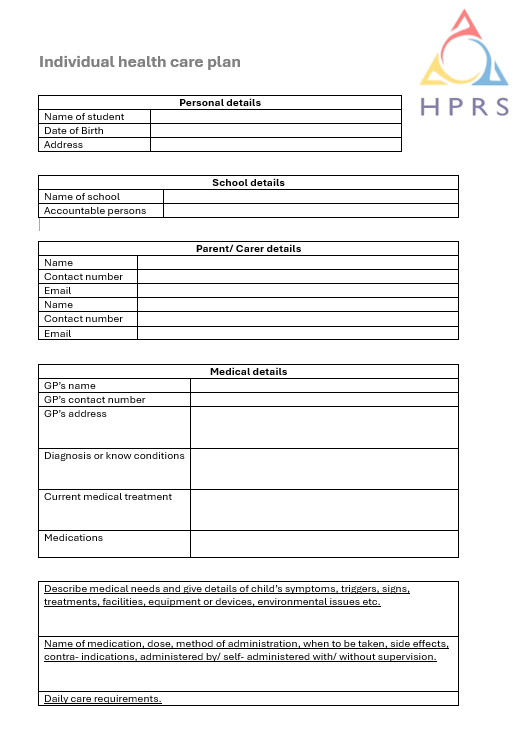 HPRS
Individual health care plan
Personal details
Name of student
Date of Birth
Address
School details
Name of school
Accountable persons
Parent/ Carer details
Name
Contact number
Email
Name
Contact number
Email
Medical details
GP's name
GP's contact number
GP's address
Diagnosis or know conditions
Current medical treatment
Medications
Describe medical needs and give details of child's symptoms, triggers, signs,
treatments, facilities, equipment or devices, environmental issues etc.
Name of medication, dose, method of administration, when to be taken, side effects,
contra- indications, administered by/ self- administered with/ without supervision.
Daily care requirements.